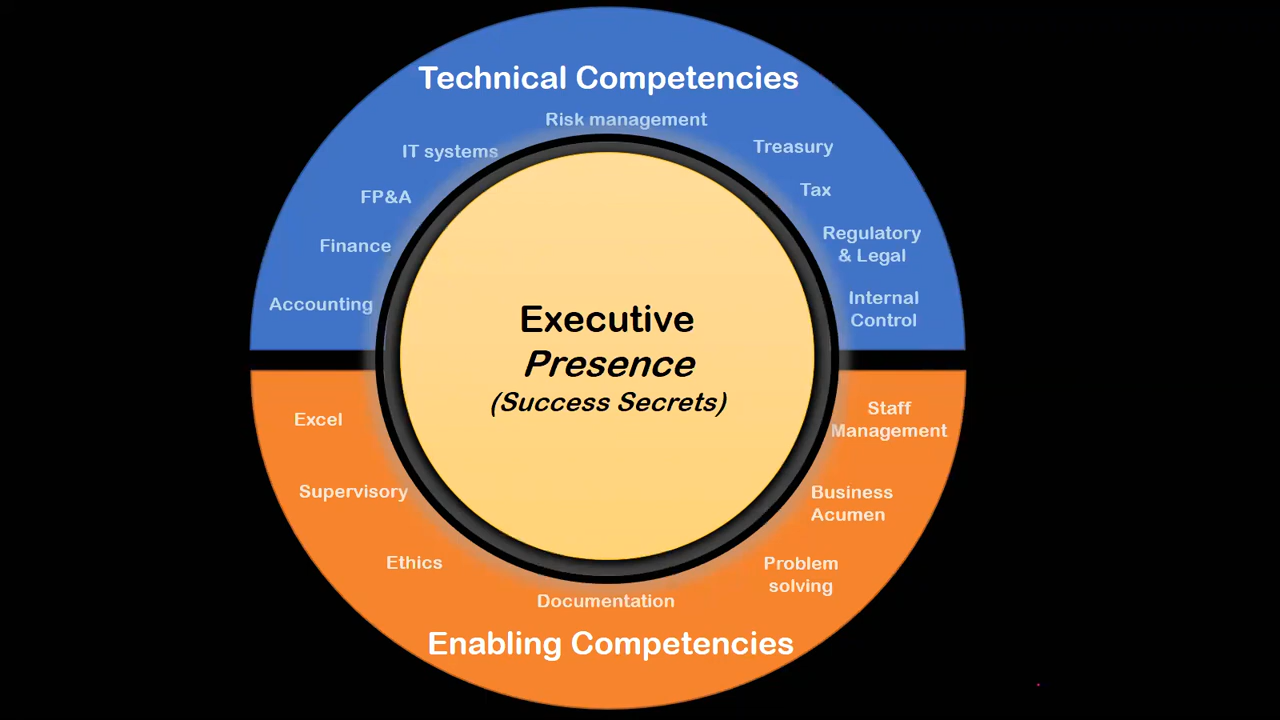 Technical Competencies
Risk management
IT systems
Treasury
FP&A
Tax
Finance
Regulatory
& Legal
Accounting
Internal
Control
Executive
Presence
(Success Secrets)
Excel
Staff
Management
Supervisory
Business
Acumen
Ethics
Problem
solving
Documentation
Enabling Competencies